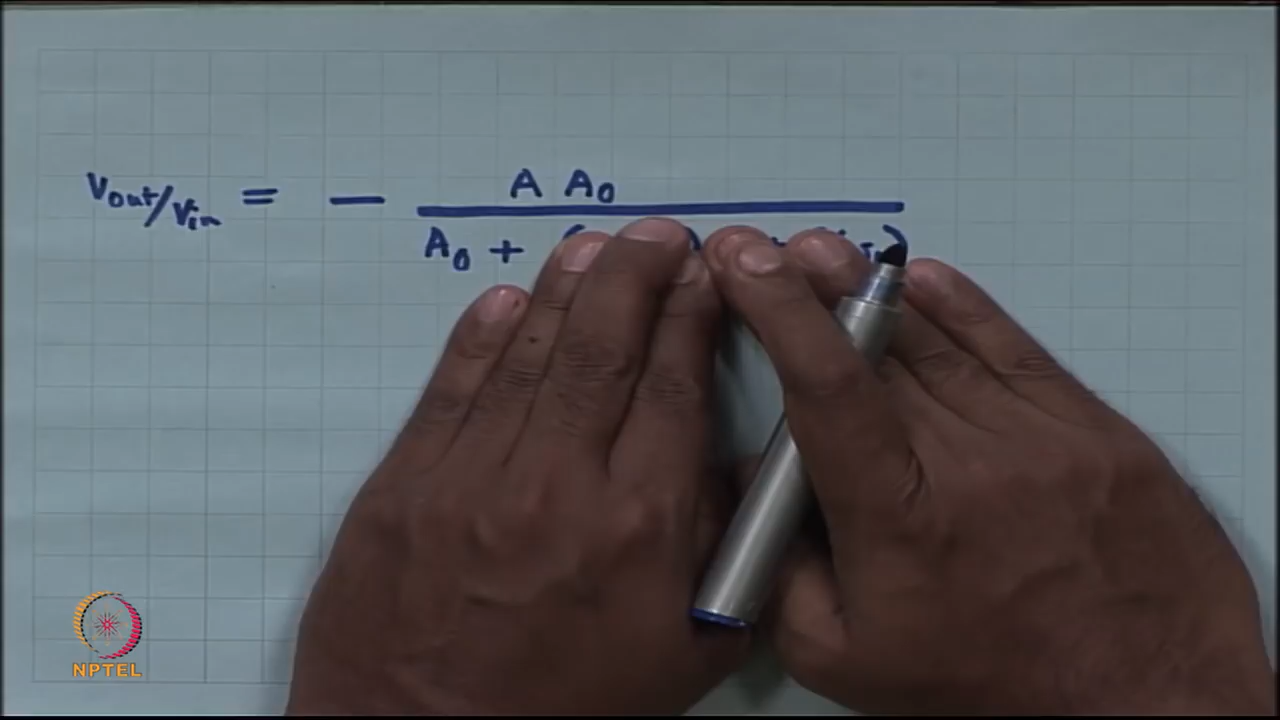 Vout/Vin = — A A0
A0 + (
NPTEL